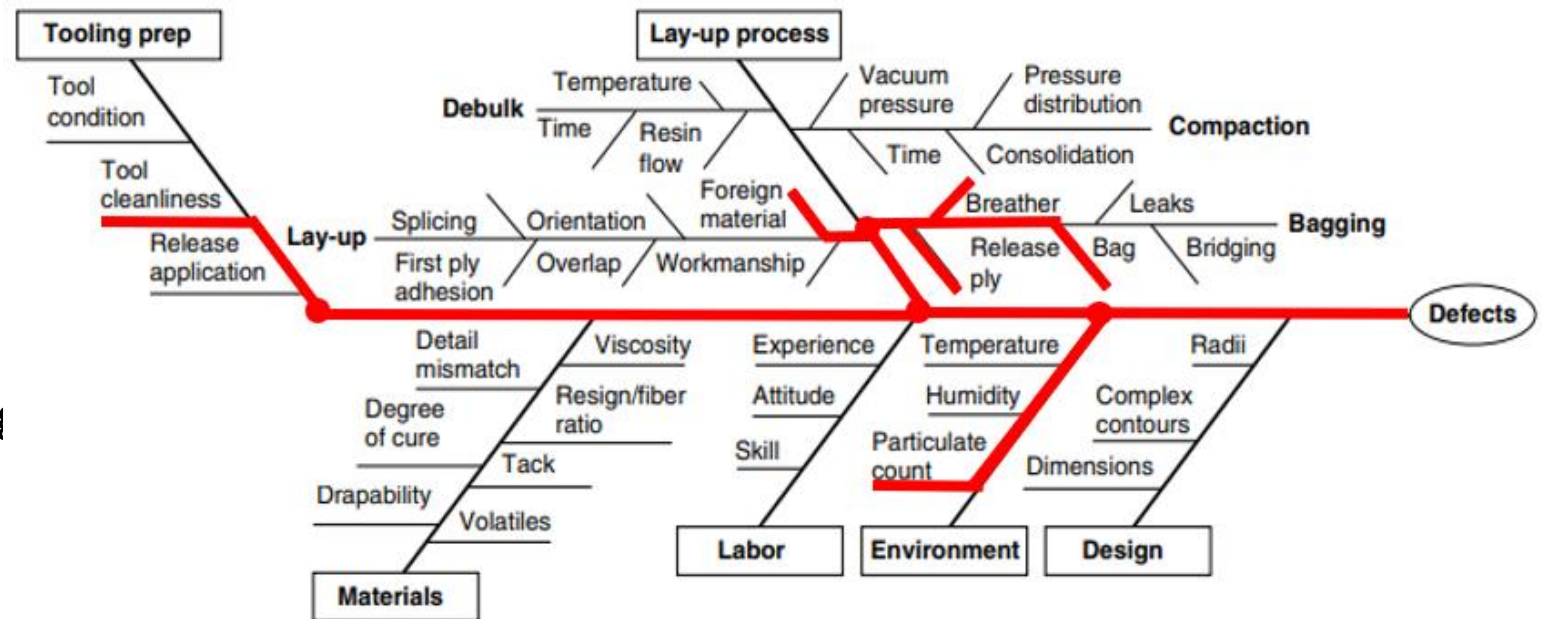 Tooling prep
Lay-up process
Tool
condition
Tool
cleanliness
Release
application
Debulk
Temperature
Time
Resin
flow
Vacuum
pressure
Pressure
distribution
Compaction
Time
Consolidation
Lay-up
Splicing
Orientation
Foreign
material
First ply
adhesion
Overlap
Workmanship
Breather
Leaks
Bagging
Release
ply
Bag
Bridging
Defects
Detail
mismatch
Viscosity
Degree
of cure
Resign/fiber
ratio
Tack
Drapability
Volatiles
Materials
Experience
Attitude
Skill
Labor
Temperature
Humidity
Particulate
count
Environment
Radii
Complex
contours
Dimensions
Design